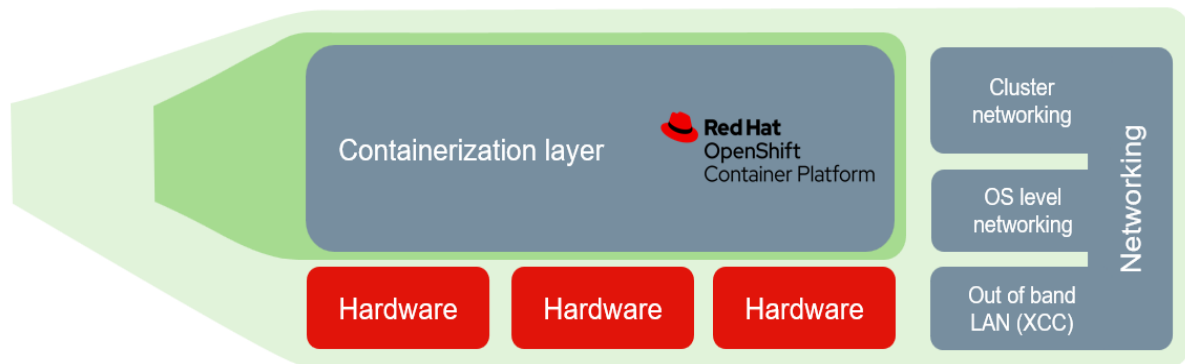 Containerization layer
Red Hat
OpenShift
Container Platform
Hardware
Hardware
Hardware
Cluster
networking
OS level
networking
Out of band
LAN (XCC)
Networking